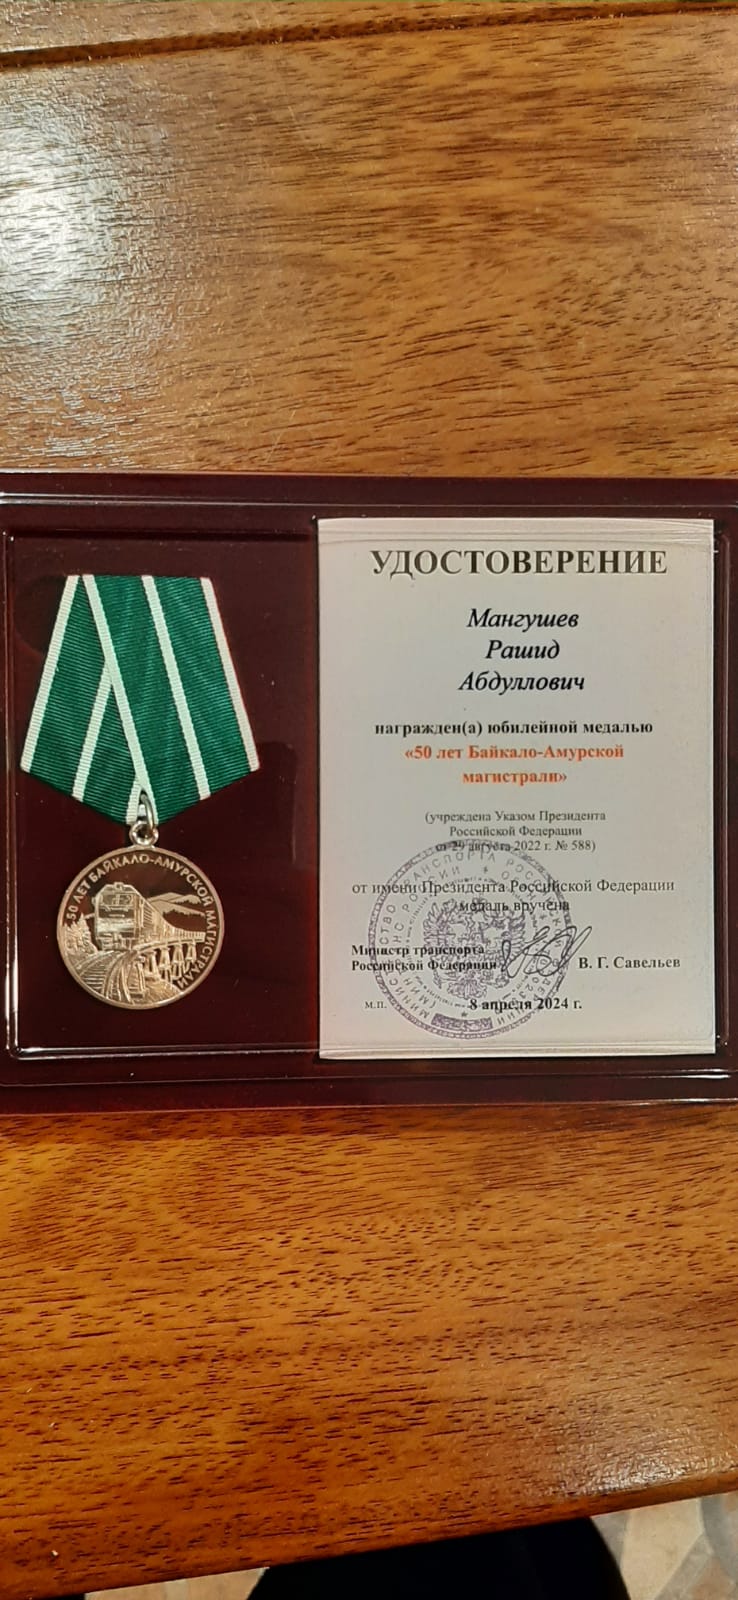 50 ЛЕТ БАЙКАЛО-АМУРСКОЙ МАГИСТРАЛИ
УДОСТОВЕРЕНИЕ
Мангушев
Рашид
Абдуллович
награжден(а) юбилейной медалью
«50 лет Байкало-Амурской
магистрали»
(учреждена Указом Президента
Российской Федерации
от 29 августа 2022 г. № 588)
от имени Президента Российской Федерации
медаль вручена
Министр транспорта
Российской Федерации
В. Г. Савельев
м.п.
8 апреля 2024 г.